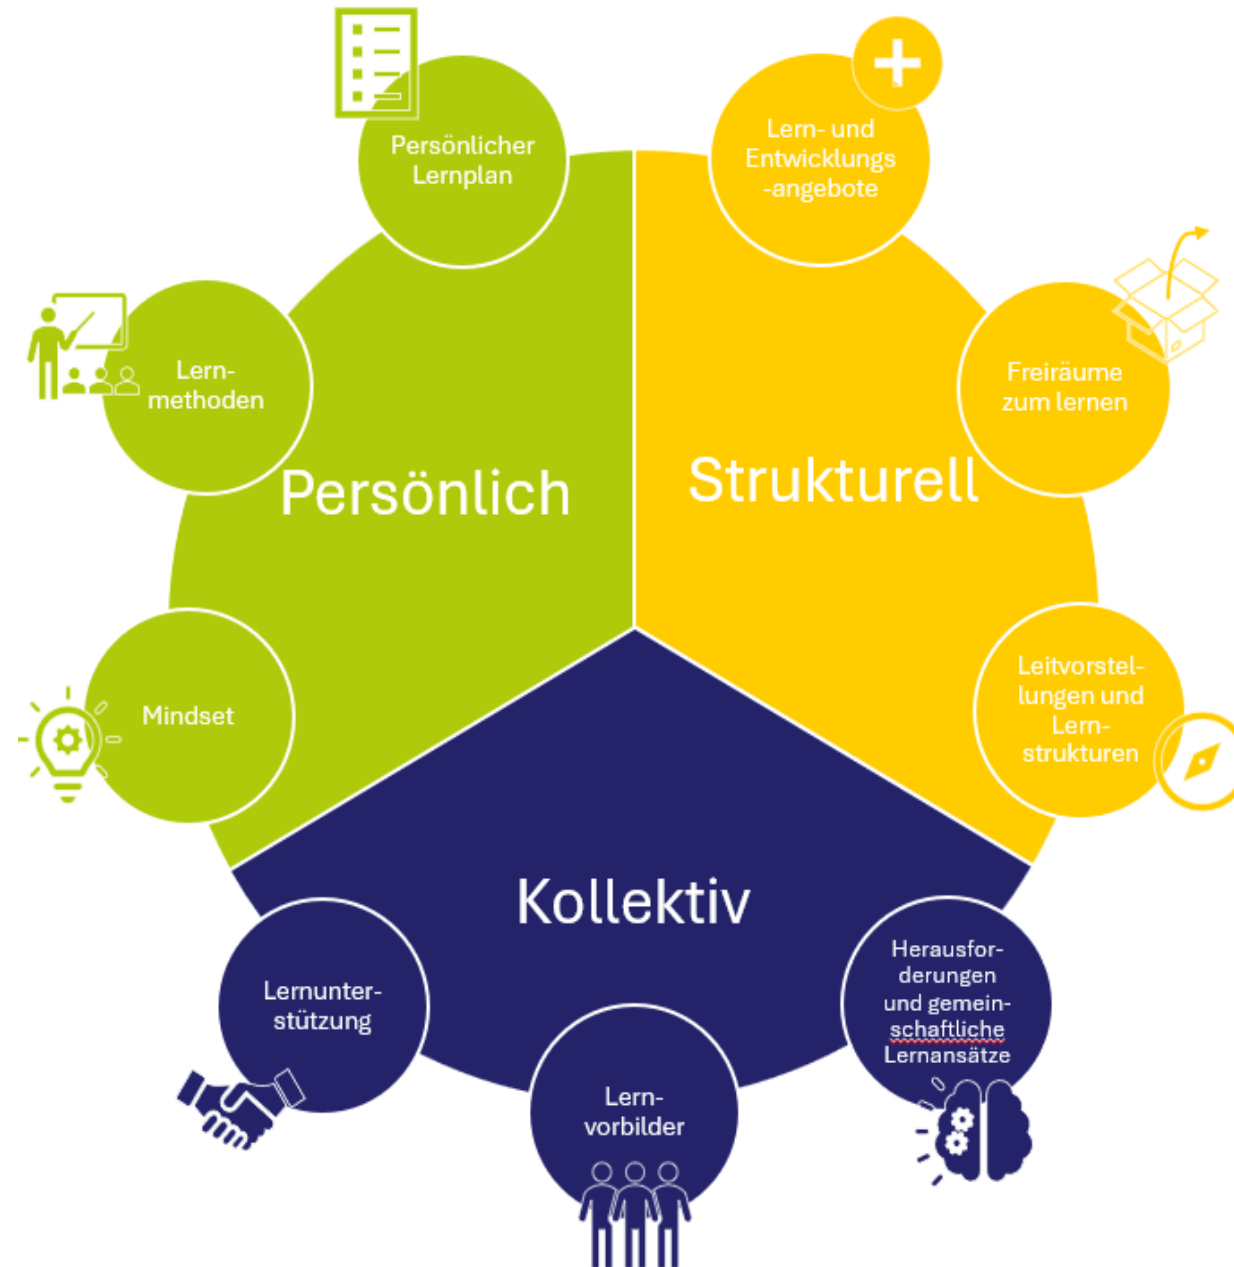 Persönlicher
Lernplan
Lern-
methoden
Mindset
Persönlich
Lern- und
Entwicklungs
-angebote
Freiräume
zum lernen
Leitvorstel-
lungen und
Lern-
strukturen
Strukturell
Kollektiv
Lernunter-
stützung
Lern-
vorbilder
Herausfor-
derungen
und gemein-
schaftliche
Lernansätze